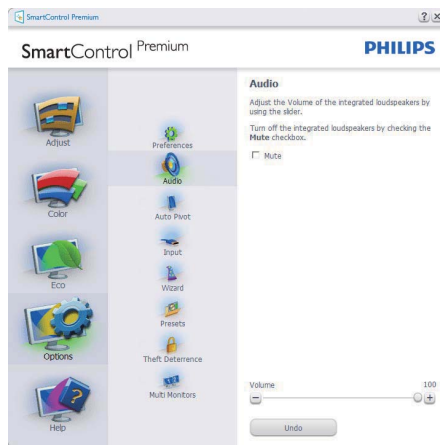 SmartControl Premium
SmartControl Premium
PHILIPS
Adjust
Color
Eco
Options
Help
Preferences
Audio
Auto Pivot
Input
Wizard
Presets
Theft Deterrence
Multi Monitors
Audio
Adjust the Volume of the integrated loudspeakers by
using the slider.
Turn off the integrated loudspeakers by checking the
Mute checkbox.
Mute
Volume 100
Undo